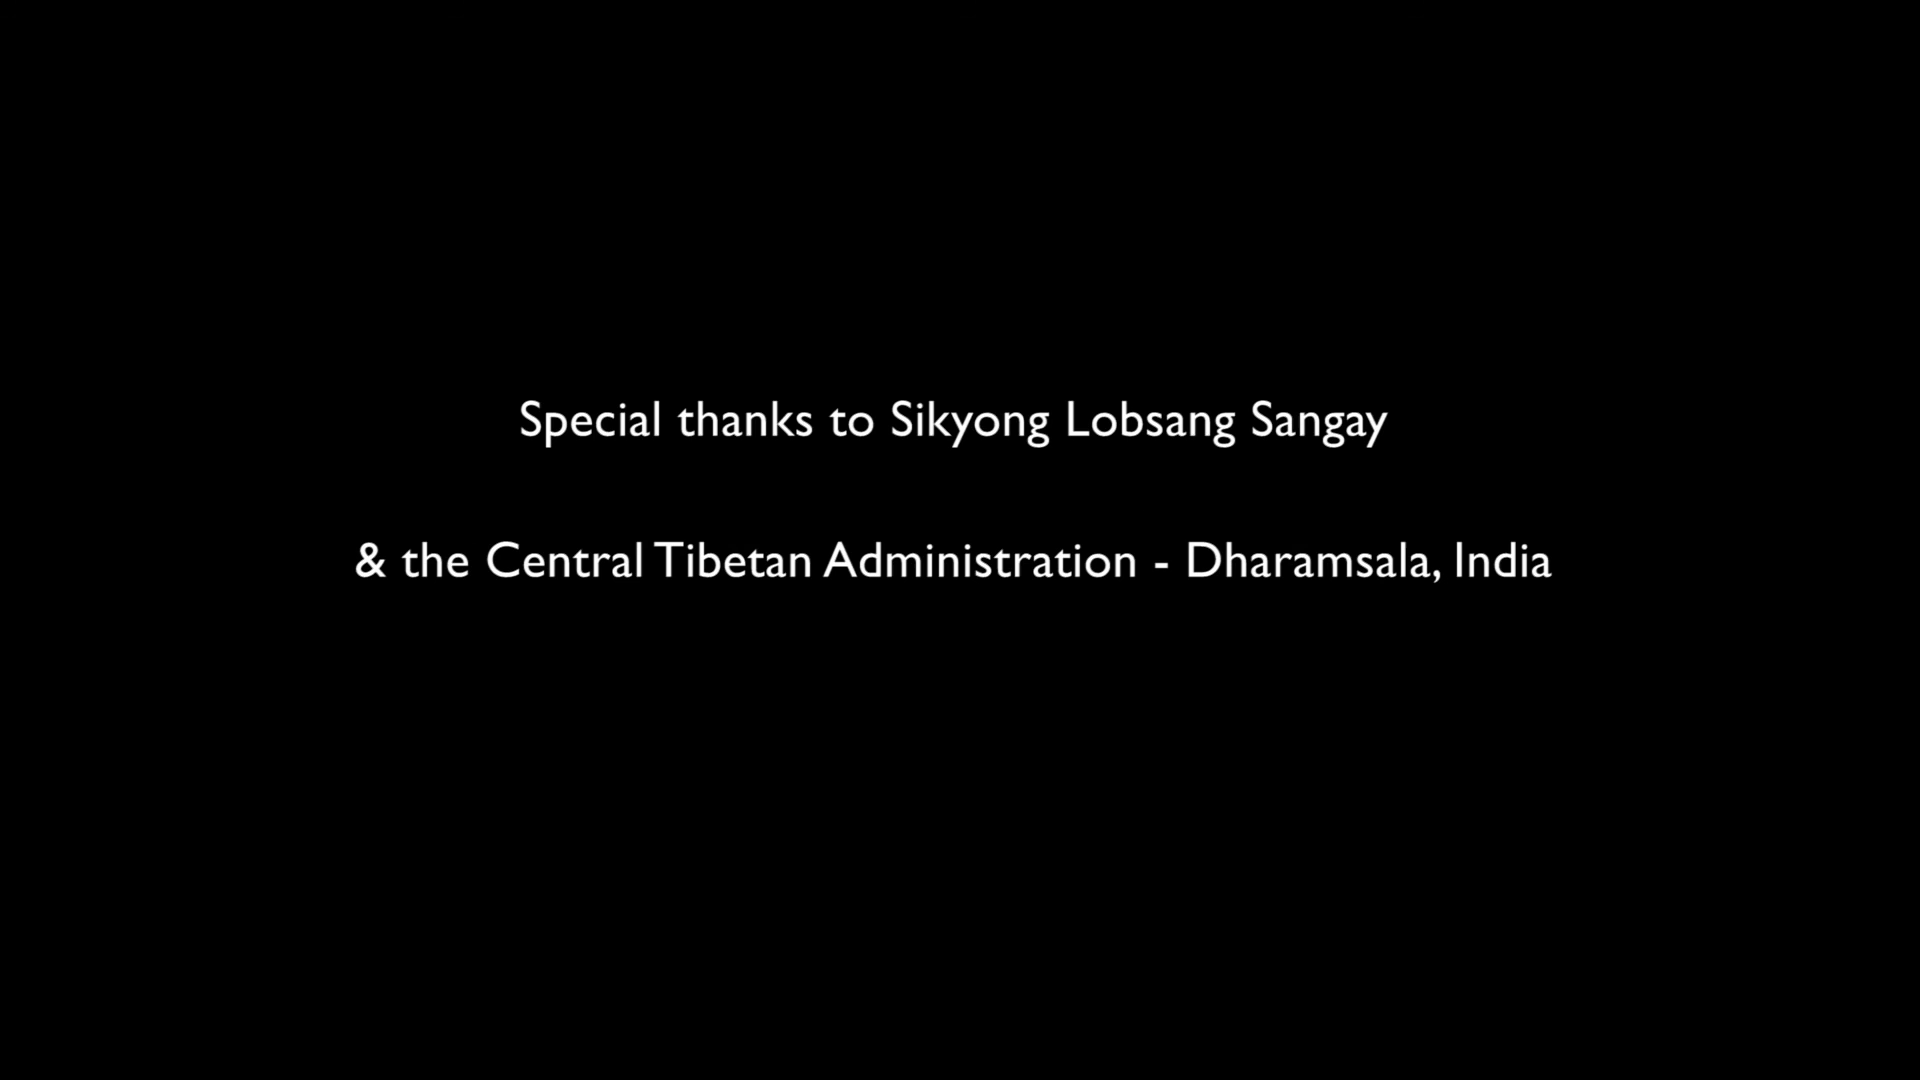 Special thanks to Sikyong Lobsang Sangay
& the Central Tibetan Administration - Dharamsala, India